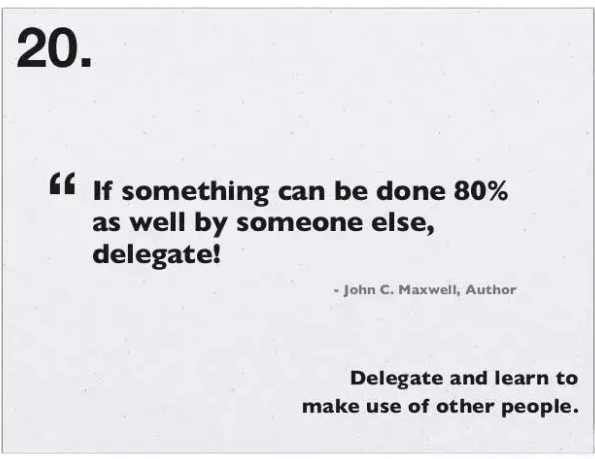 20.
“ If something can be done 80%
as well by someone else,
delegate!
- John C. Maxwell, Author
Delegate and learn to
make use of other people.